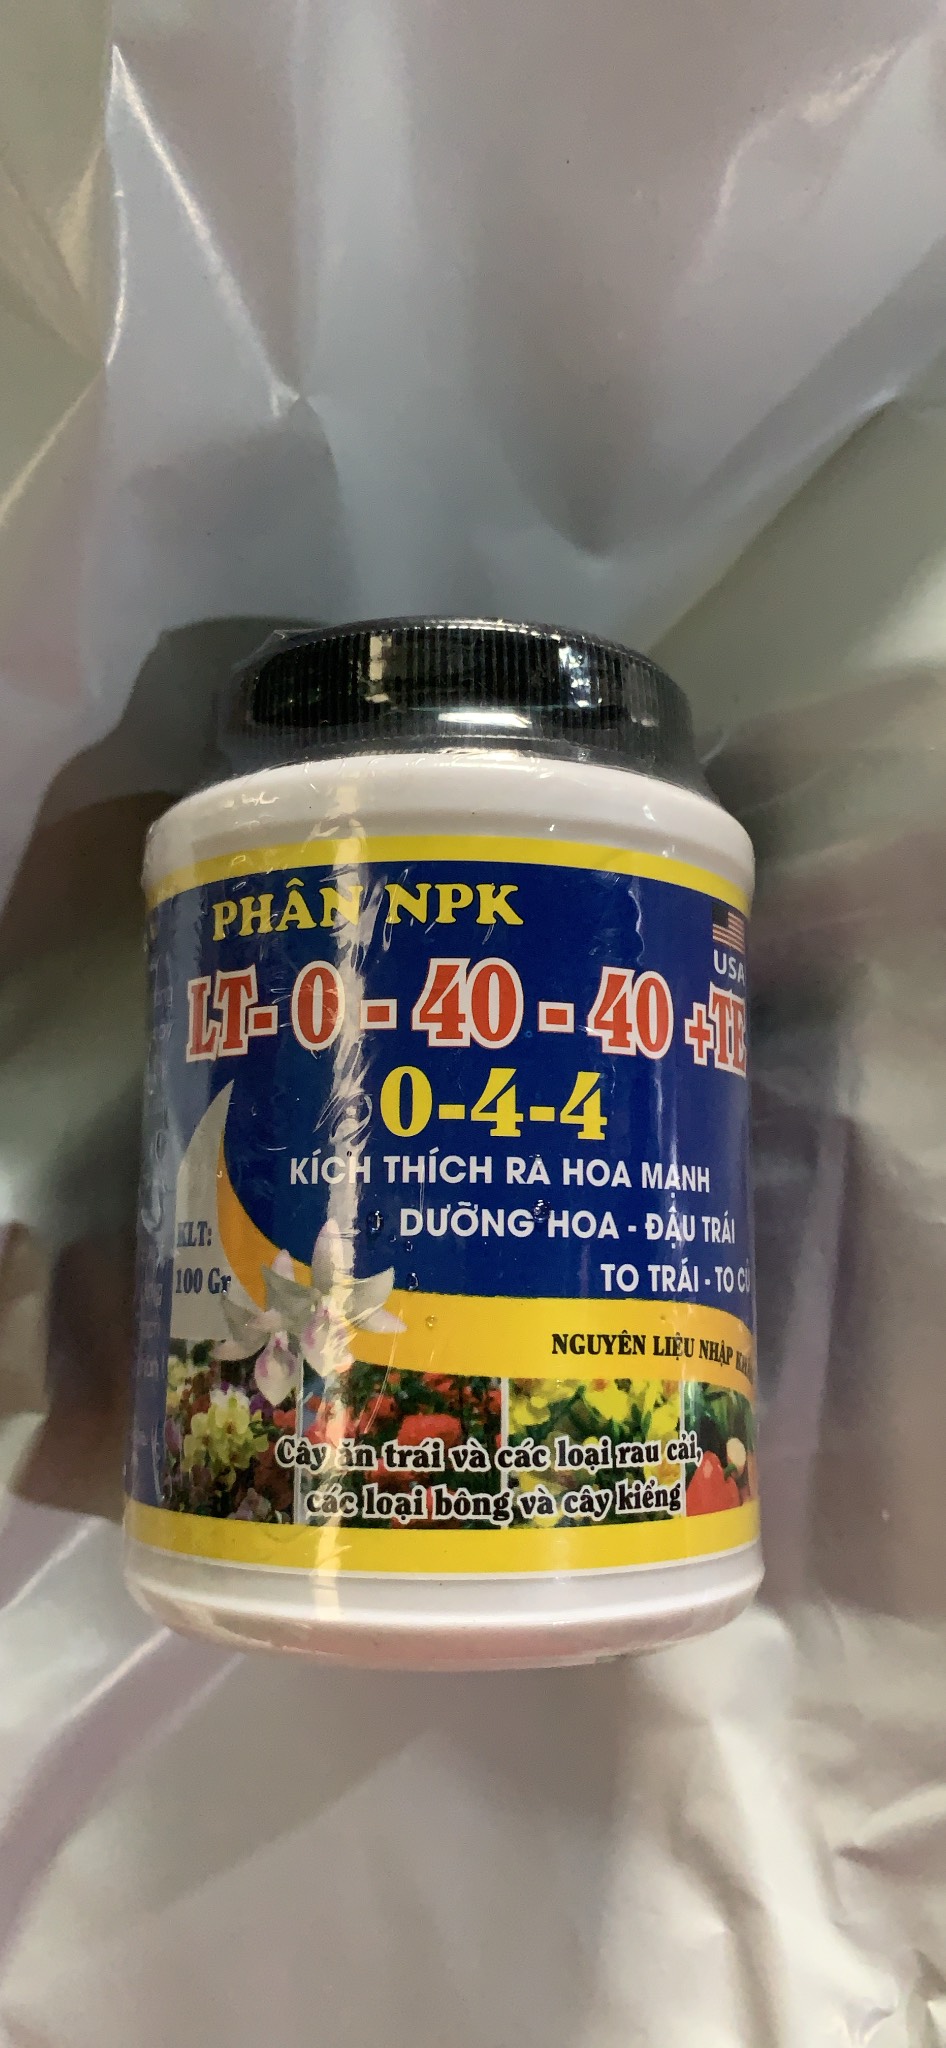 PHÂN NPK
USA
LT- 0 - 40 - 40 +TE
0-4-4
KÍCH THÍCH RA HOA MẠNH
DƯỠNG HOA - ĐẬU TRÁI
TO TRÁI - TO CỦ
KLT:
100 Gr
NGUYÊN LIỆU NHẬP
Cây ăn trái và các loại rau cải,
các loại bông và cây kiểng